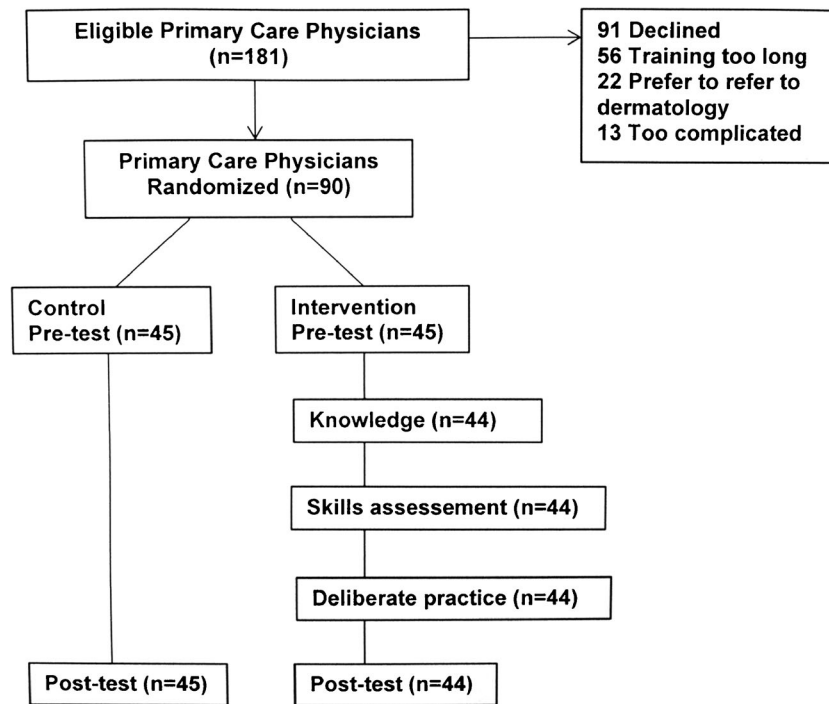 Eligible Primary Care Physicians
(n=181)
91 Declined
56 Training too long
22 Prefer to refer to
dermatology
13 Too complicated
Primary Care Physicians
Randomized (n=90)
Control
Pre-test (n=45)
Intervention
Pre-test (n=45)
Knowledge (n=44)
Skills assessement (n=44)
Deliberate practice (n=44)
Post-test (n=45)
Post-test (n=44)